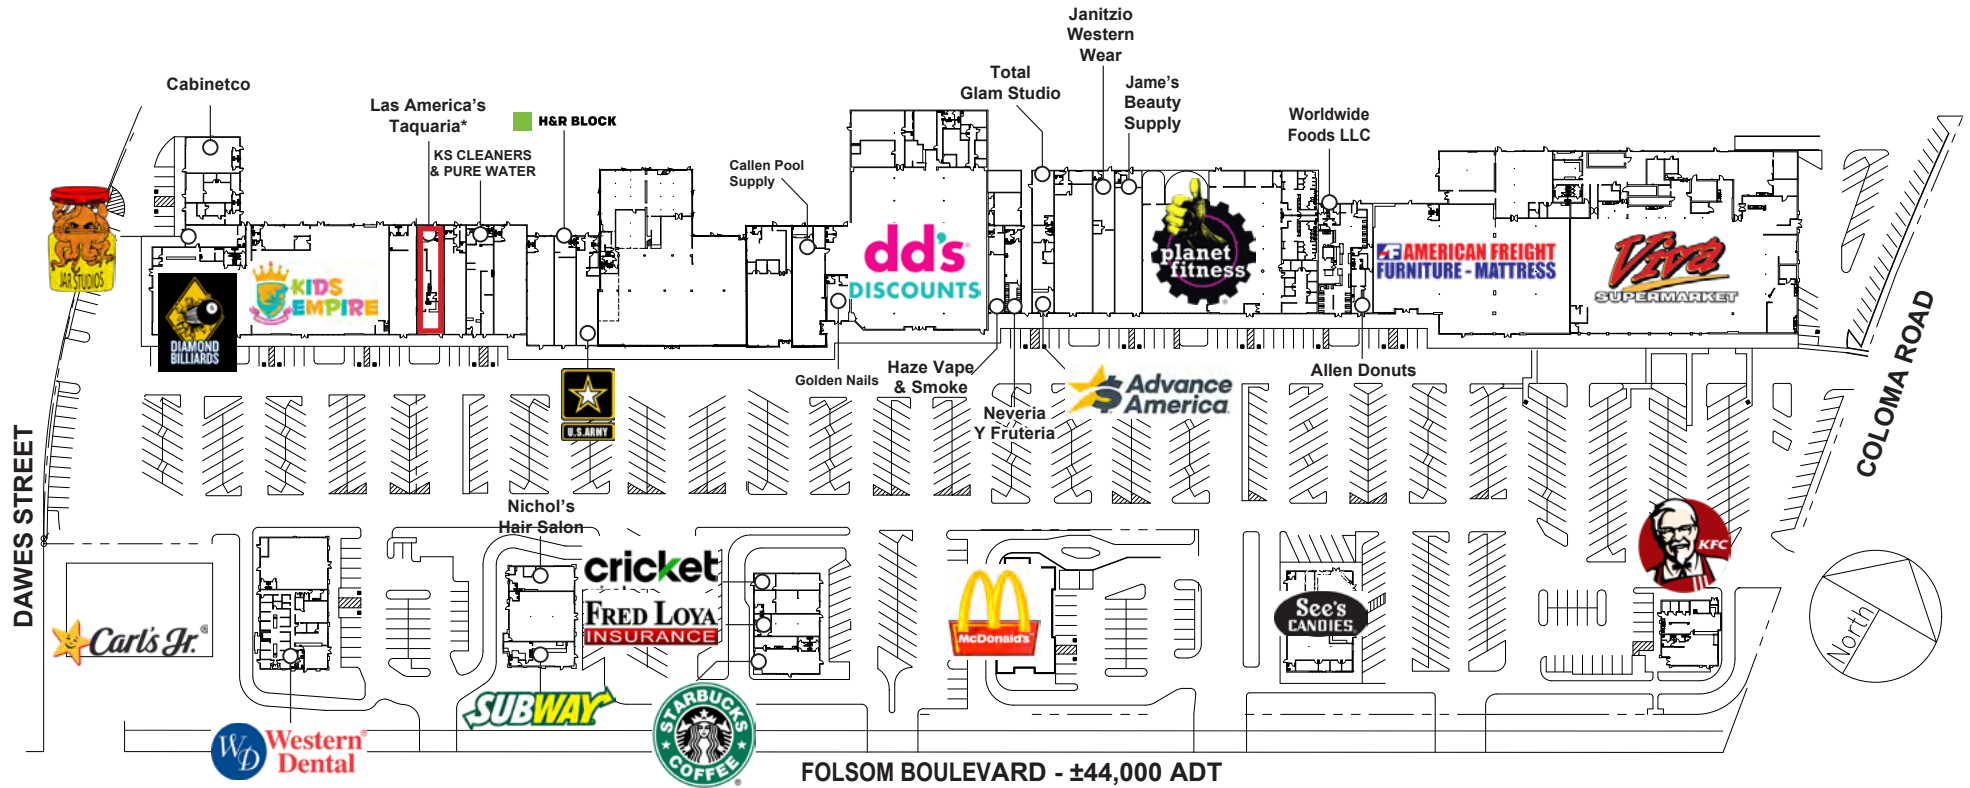 Janitzio
Western
Wear
Total
Glam Studio
Jame's
Beauty
Supply
Cabinetco
Las America's
Taquaria*
H&R BLOCK
Worldwide
Foods LLC
KS CLEANERS
& PURE WATER
Callen Pool
Supply
JAR STUDIOS
KIDS
EMPIRE
dd's
DISCOUNTS
planet
fitness
AMERICAN FREIGHT
FURNITURE - MATTRESS
Viva
SUPERMARKET
DIAMOND
BILLIARDS
U.S.ARMY
Golden Nails
Haze Vape
& Smoke
Neveria
Y Fruteria
Advance
America
Allen Donuts
COLOMA ROAD
DAWES STREET
Nichol's
Hair Salon
cricket
FRED LOYA
INSURANCE
McDonald's
See's
CANDIES
KFC
North
Carl's Jr.
SUBWAY
STARBUCKS
COFFEE
WD
Western
Dental
FOLSOM BOULEVARD - ±44,000 ADT